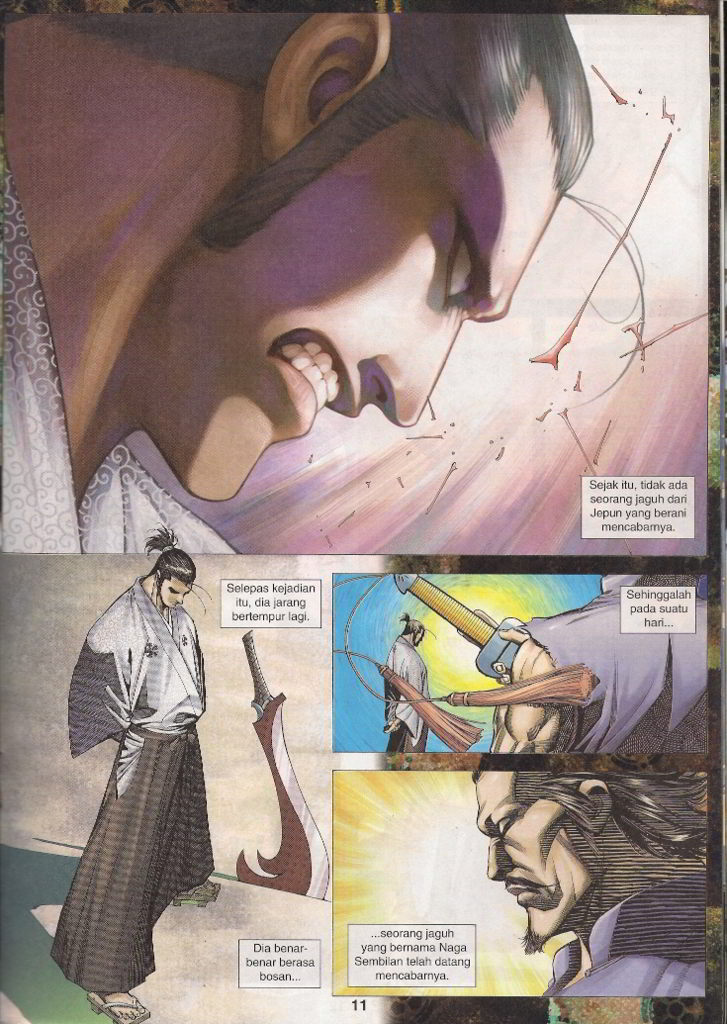 Sejak itu, tidak ada
seorang jaguh dari
Jepun yang berani
mencabarnya.
Selepas kejadian
itu, dia jarang
bertempur lagi.
Sehinggalah
pada suatu
hari...
Dia benar-
benar berasa
bosan...
...seorang jaguh
yang bernama Naga
Sembilan telah datang
mencabarnya.
11